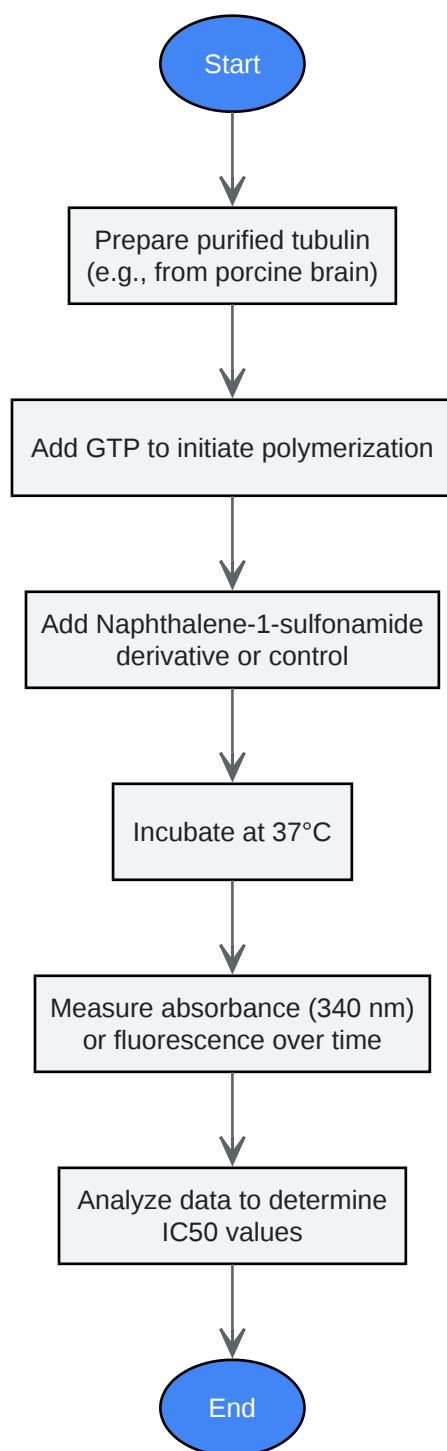 Start
Prepare purified tubulin
(e.g., from porcine brain)
Add GTP to initiate polymerization
Add Naphthalene-1-sulfonamide
derivative or control
Incubate at 37°C
Measure absorbance (340 nm)
or fluorescence over time
Analyze data to determine
IC50 values
End